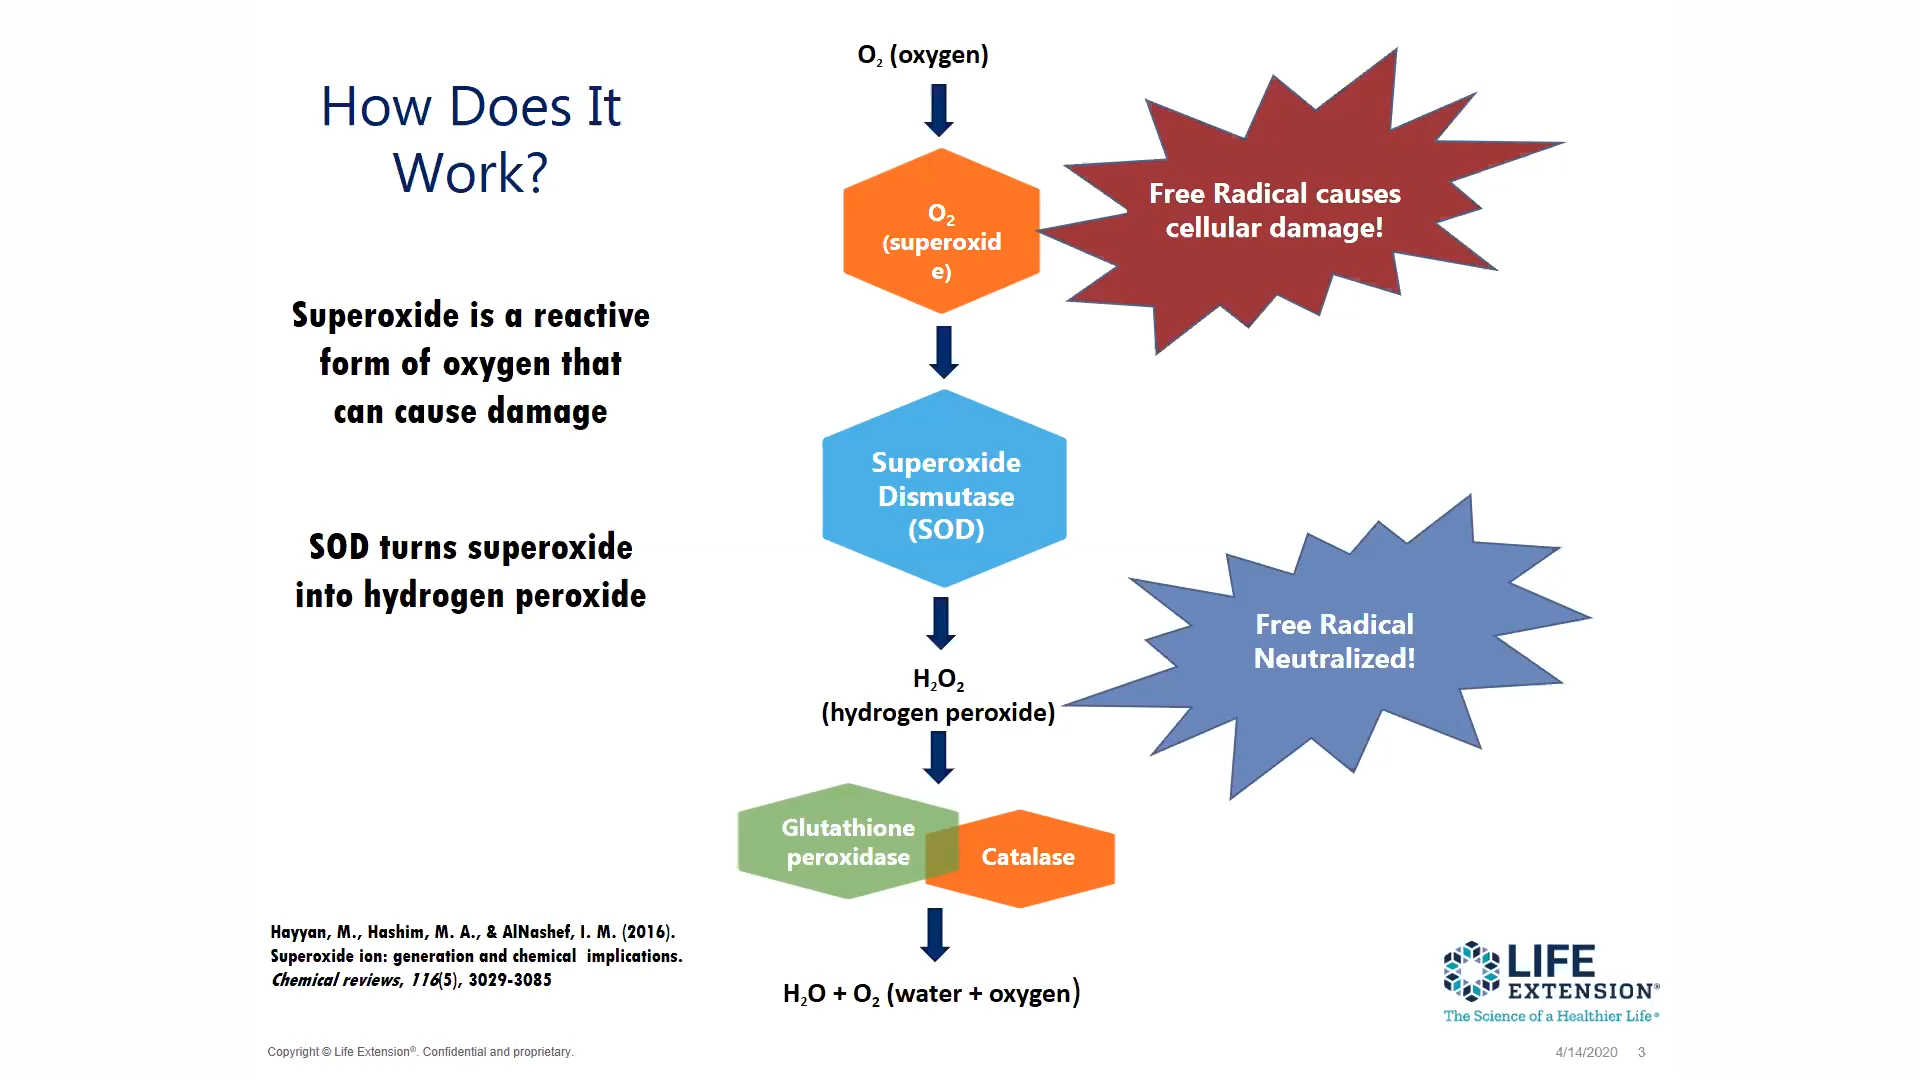 How Does It
Work?
Superoxide is a reactive
form of oxygen that
can cause damage
SOD turns superoxide
into hydrogen peroxide
Hayyan, M., Hashim, M. A., & AlNashef, I. M. (2016).
Superoxide ion: generation and chemical implications.
Chemical reviews, 116(5), 3029-3085
O₂ (oxygen)
O₂
(superoxid
e)
Free Radical causes
cellular damage!
Superoxide
Dismutase
(SOD)
H₂O₂
(hydrogen peroxide)
Free Radical
Neutralized!
Glutathione
peroxidase
Catalase
H₂O + O₂ (water + oxygen)
LIFE
EXTENSION®
The Science of a Healthier Life®
Copyright © Life Extension®. Confidential and proprietary.
4/14/2020 3